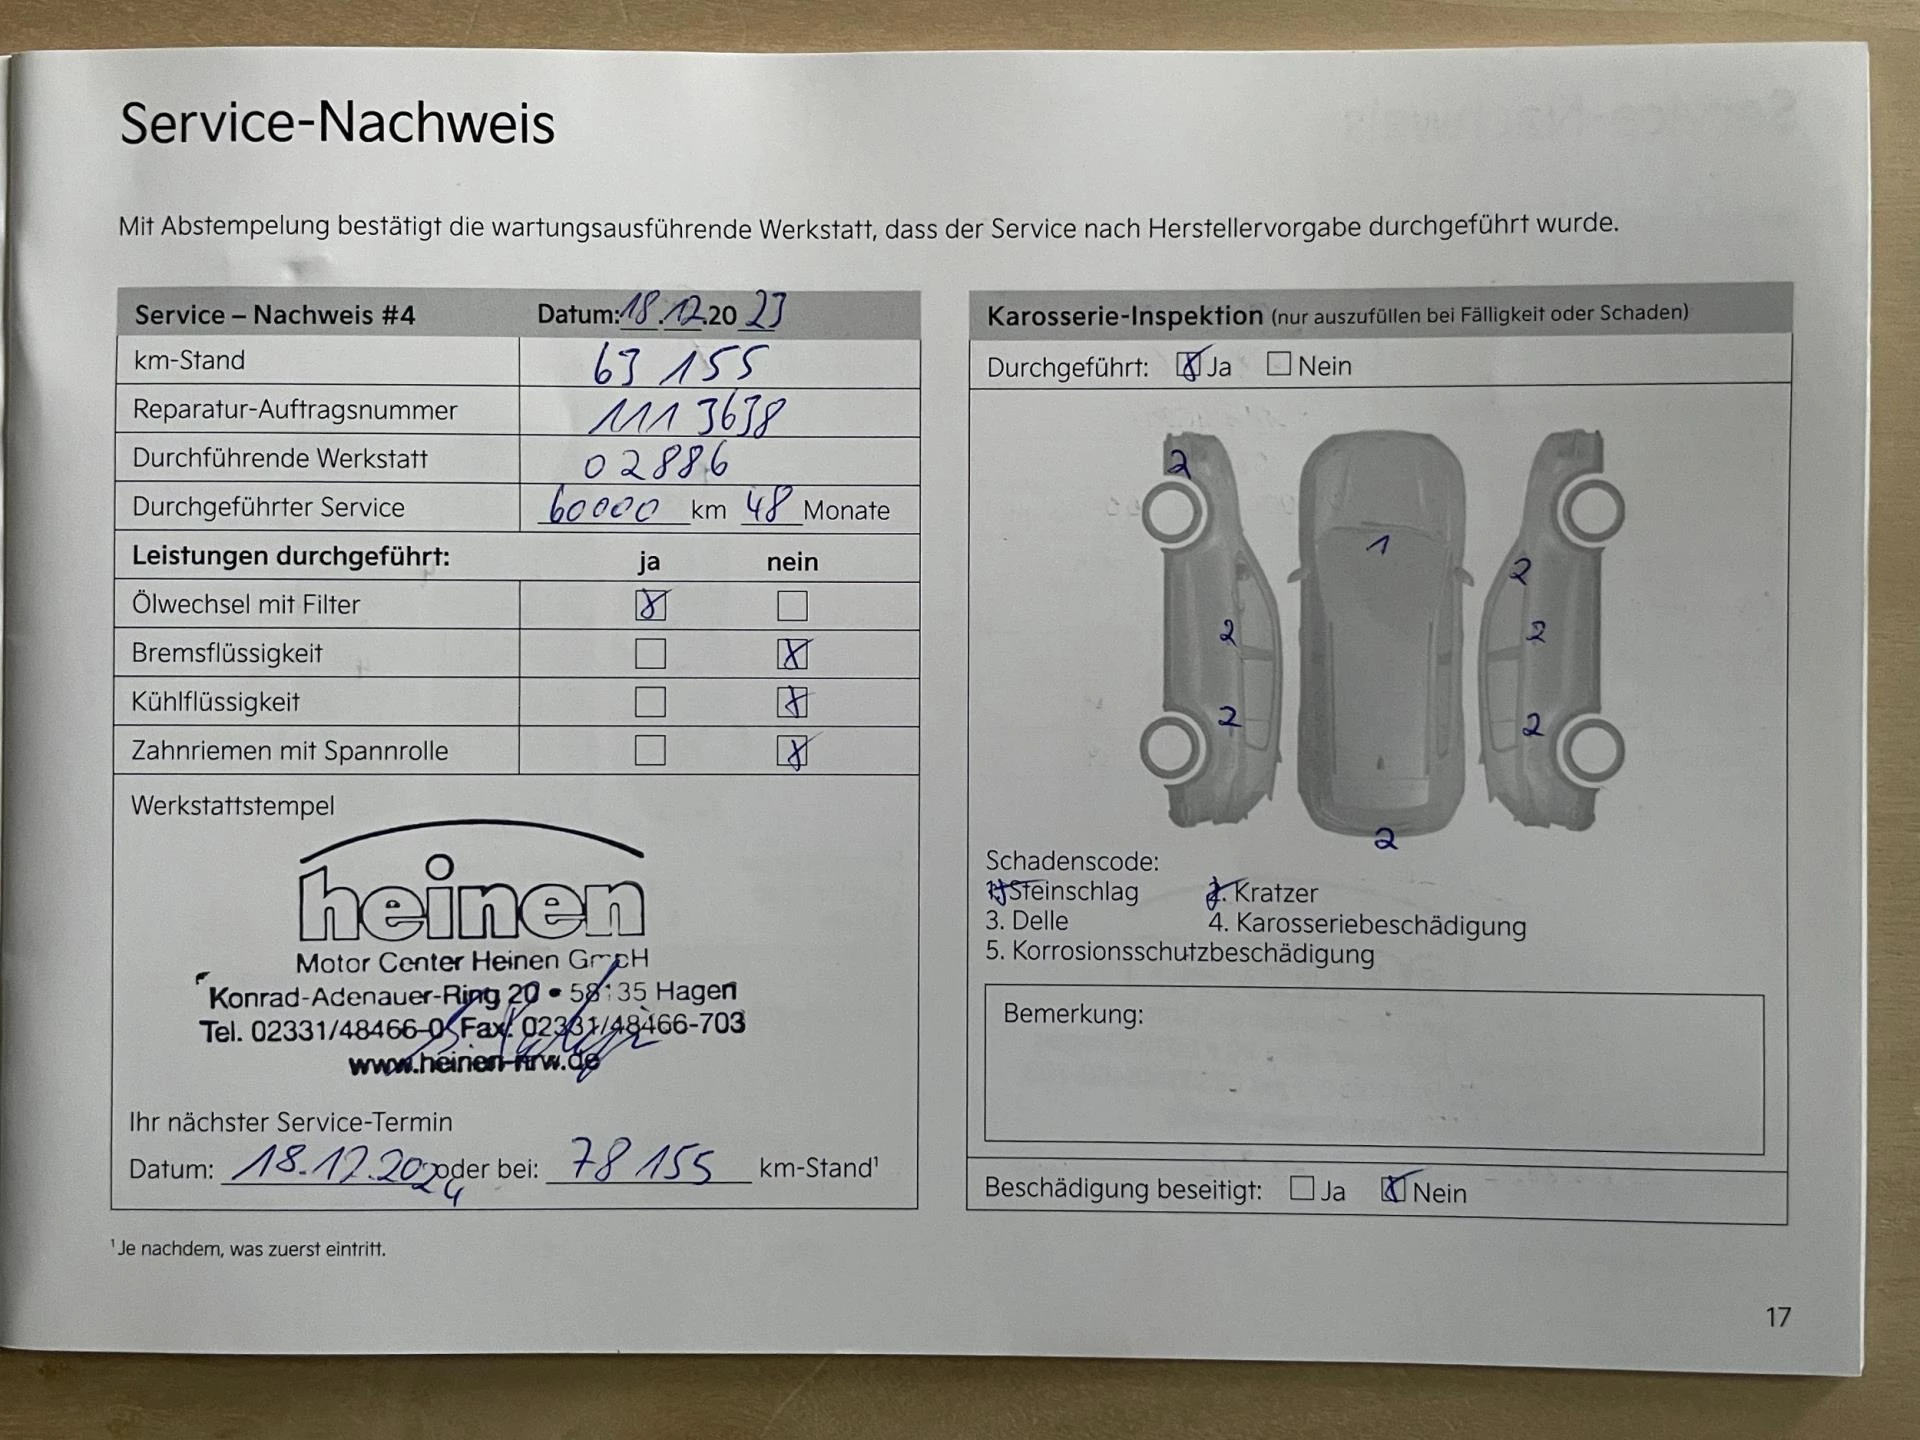 Service-Nachweis
Mit Abstempelung bestätigt die wartungsausführende Werkstatt, dass der Service nach Herstellervorgabe durchgeführt wurde.
Service – Nachweis #4 Datum: 18.12.20 23
km-Stand 63 155
Reparatur-Auftragsnummer 111 3638
Durchführende Werkstatt 02886
Durchgeführter Service 60000 km 48 Monate
Leistungen durchgeführt: ja nein
Ölwechsel mit Filter
Bremsflüssigkeit
Kühlflüssigkeit
Zahnriemen mit Spannrolle
Werkstattstempel
heinen
Motor Center Heinen GmbH
Konrad-Adenauer-Ring 20 • 58135 Hagen
Tel. 02331/48466-0 Fax: 02331/48466-703
www.heinen-nrw.de
Ihr nächster Service-Termin
Datum: 18.12.2024 oder bei: 78 155 km-Stand¹
¹ Je nachdem, was zuerst eintritt.
Karosserie-Inspektion (nur auszufüllen bei Fälligkeit oder Schaden)
Durchgeführt: Ja Nein
2
1
2
2 2
2 2
2
Schadenscode:
1. Steinschlag 2. Kratzer
3. Delle 4. Karosseriebeschädigung
5. Korrosionsschutzbeschädigung
Bemerkung:
Beschädigung beseitigt: Ja Nein
17